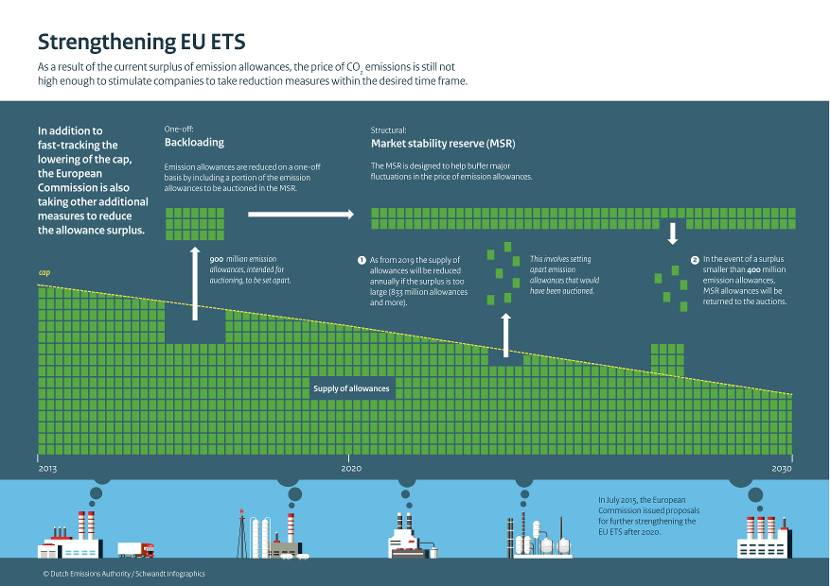 Strengthening EU ETS
As a result of the current surplus of emission allowances, the price of CO2 emissions is still not
high enough to stimulate companies to take reduction measures within the desired time frame.
In addition to
fast-tracking the
lowering of the cap,
the European
Commission is also
taking other additional
measures to reduce
the allowance surplus.
One-off:
Backloading
Emission allowances are reduced on a one-off
basis by including a portion of the emission
allowances to be auctioned in the MSR.
Structural:
Market stability reserve (MSR)
The MSR is designed to help buffer major
fluctuations in the price of emission allowances.
900 million emission
allowances, intended for
auctioning, to be set apart.
1 As from 2019 the supply of
allowances will be reduced
annually if the surplus is too
large (833 million allowances
and more).
This involves setting
apart emission
allowances that would
have been auctioned.
2 In the event of a surplus
smaller than 400 million
emission allowances,
MSR allowances will be
returned to the auctions.
cap
Supply of allowances
2013
2020
2030
In July 2015, the European
Commission issued proposals
for further strengthening the
EU ETS after 2020.
© Dutch Emissions Authority / Schwandt Infographics